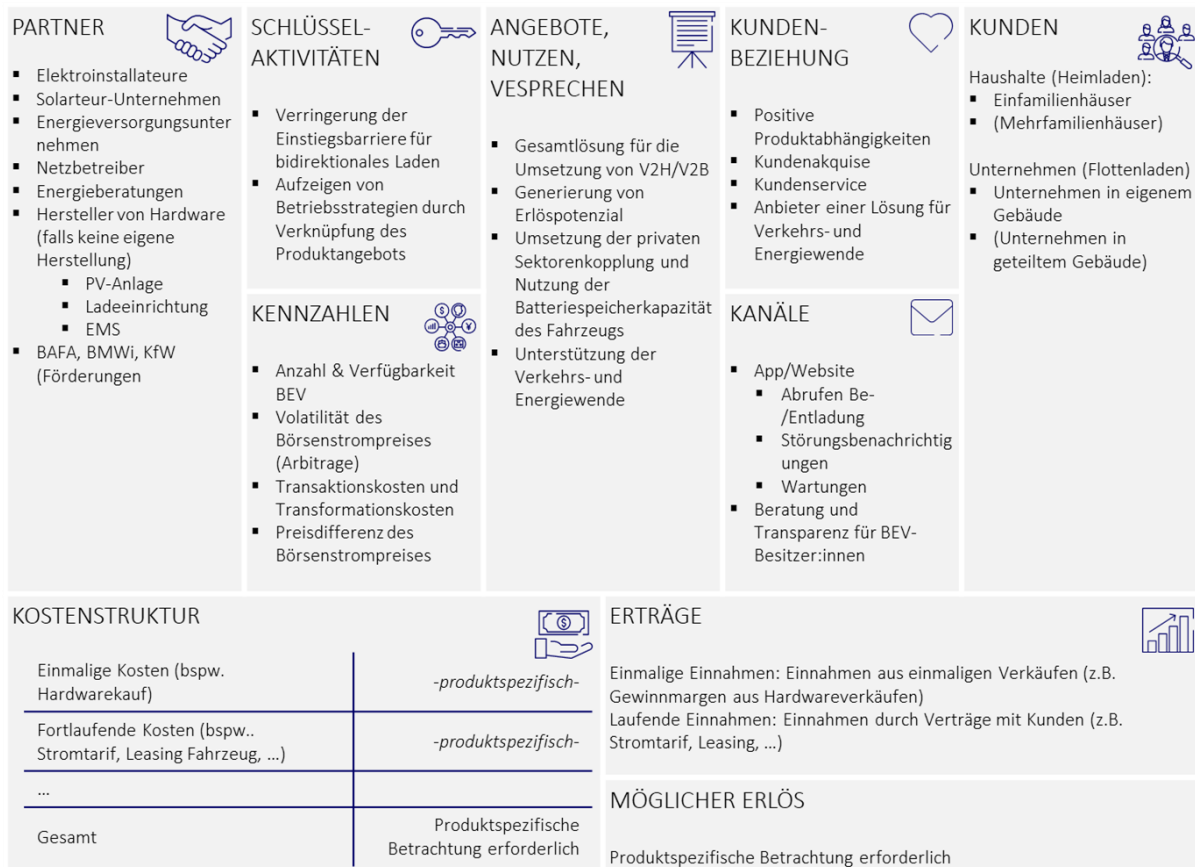 PARTNER
Elektroinstallateure
Solarteur-Unternehmen
Energieversorgungsunter
nehmen
Netzbetreiber
Energieberatungen
Hersteller von Hardware
(falls keine eigene
Herstellung)
PV-Anlage
Ladeeinrichtung
EMS
BAFA, BMWi, KfW
(Förderungen
SCHLÜSSEL-
AKTIVITÄTEN
Verringerung der
Einstiegsbarriere für
bidirektionales Laden
Aufzeigen von
Betriebsstrategien durch
Verknüpfung des
Produktangebots
KENNZAHLEN
Anzahl & Verfügbarkeit
BEV
Volatilität des
Börsenstrompreises
(Arbitrage)
Transaktionskosten und
Transformationskosten
Preisdifferenz des
Börsenstrompreises
ANGEBOTE,
NUTZEN,
VESPRECHEN
Gesamtlösung für die
Umsetzung von V2H/V2B
Generierung von
Erlöspotenzial
Umsetzung der privaten
Sektorenkopplung und
Nutzung der
Batteriespeicherkapazität
des Fahrzeugs
Unterstützung der
Verkehrs- und
Energiewende
KUNDEN-
BEZIEHUNG
Positive
Produktabhängigkeiten
Kundenakquise
Kundenservice
Anbieter einer Lösung für
Verkehrs- und
Energiewende
KANÄLE
App/Website
Abrufen Be-
/Entladung
Störungsbenachrichtig
ungen
Wartungen
Beratung und
Transparenz für BEV-
Besitzer:innen
KUNDEN
Haushalte (Heimladen):
Einfamilienhäuser
(Mehrfamilienhäuser)
Unternehmen (Flottenladen)
Unternehmen in eigenem
Gebäude
(Unternehmen in
geteiltem Gebäude)
KOSTENSTRUKTUR
Einmalige Kosten (bspw.
Hardwarekauf)
-produktspezifisch-
Fortlaufende Kosten (bspw..
Stromtarif, Leasing Fahrzeug, …)
-produktspezifisch-
…
Gesamt
Produktspezifische
Betrachtung erforderlich
ERTRÄGE
Einmalige Einnahmen: Einnahmen aus einmaligen Verkäufen (z.B.
Gewinnmargen aus Hardwareverkäufen)
Laufende Einnahmen: Einnahmen durch Verträge mit Kunden (z.B.
Stromtarif, Leasing, …)
MÖGLICHER ERLÖS
Produktspezifische Betrachtung erforderlich